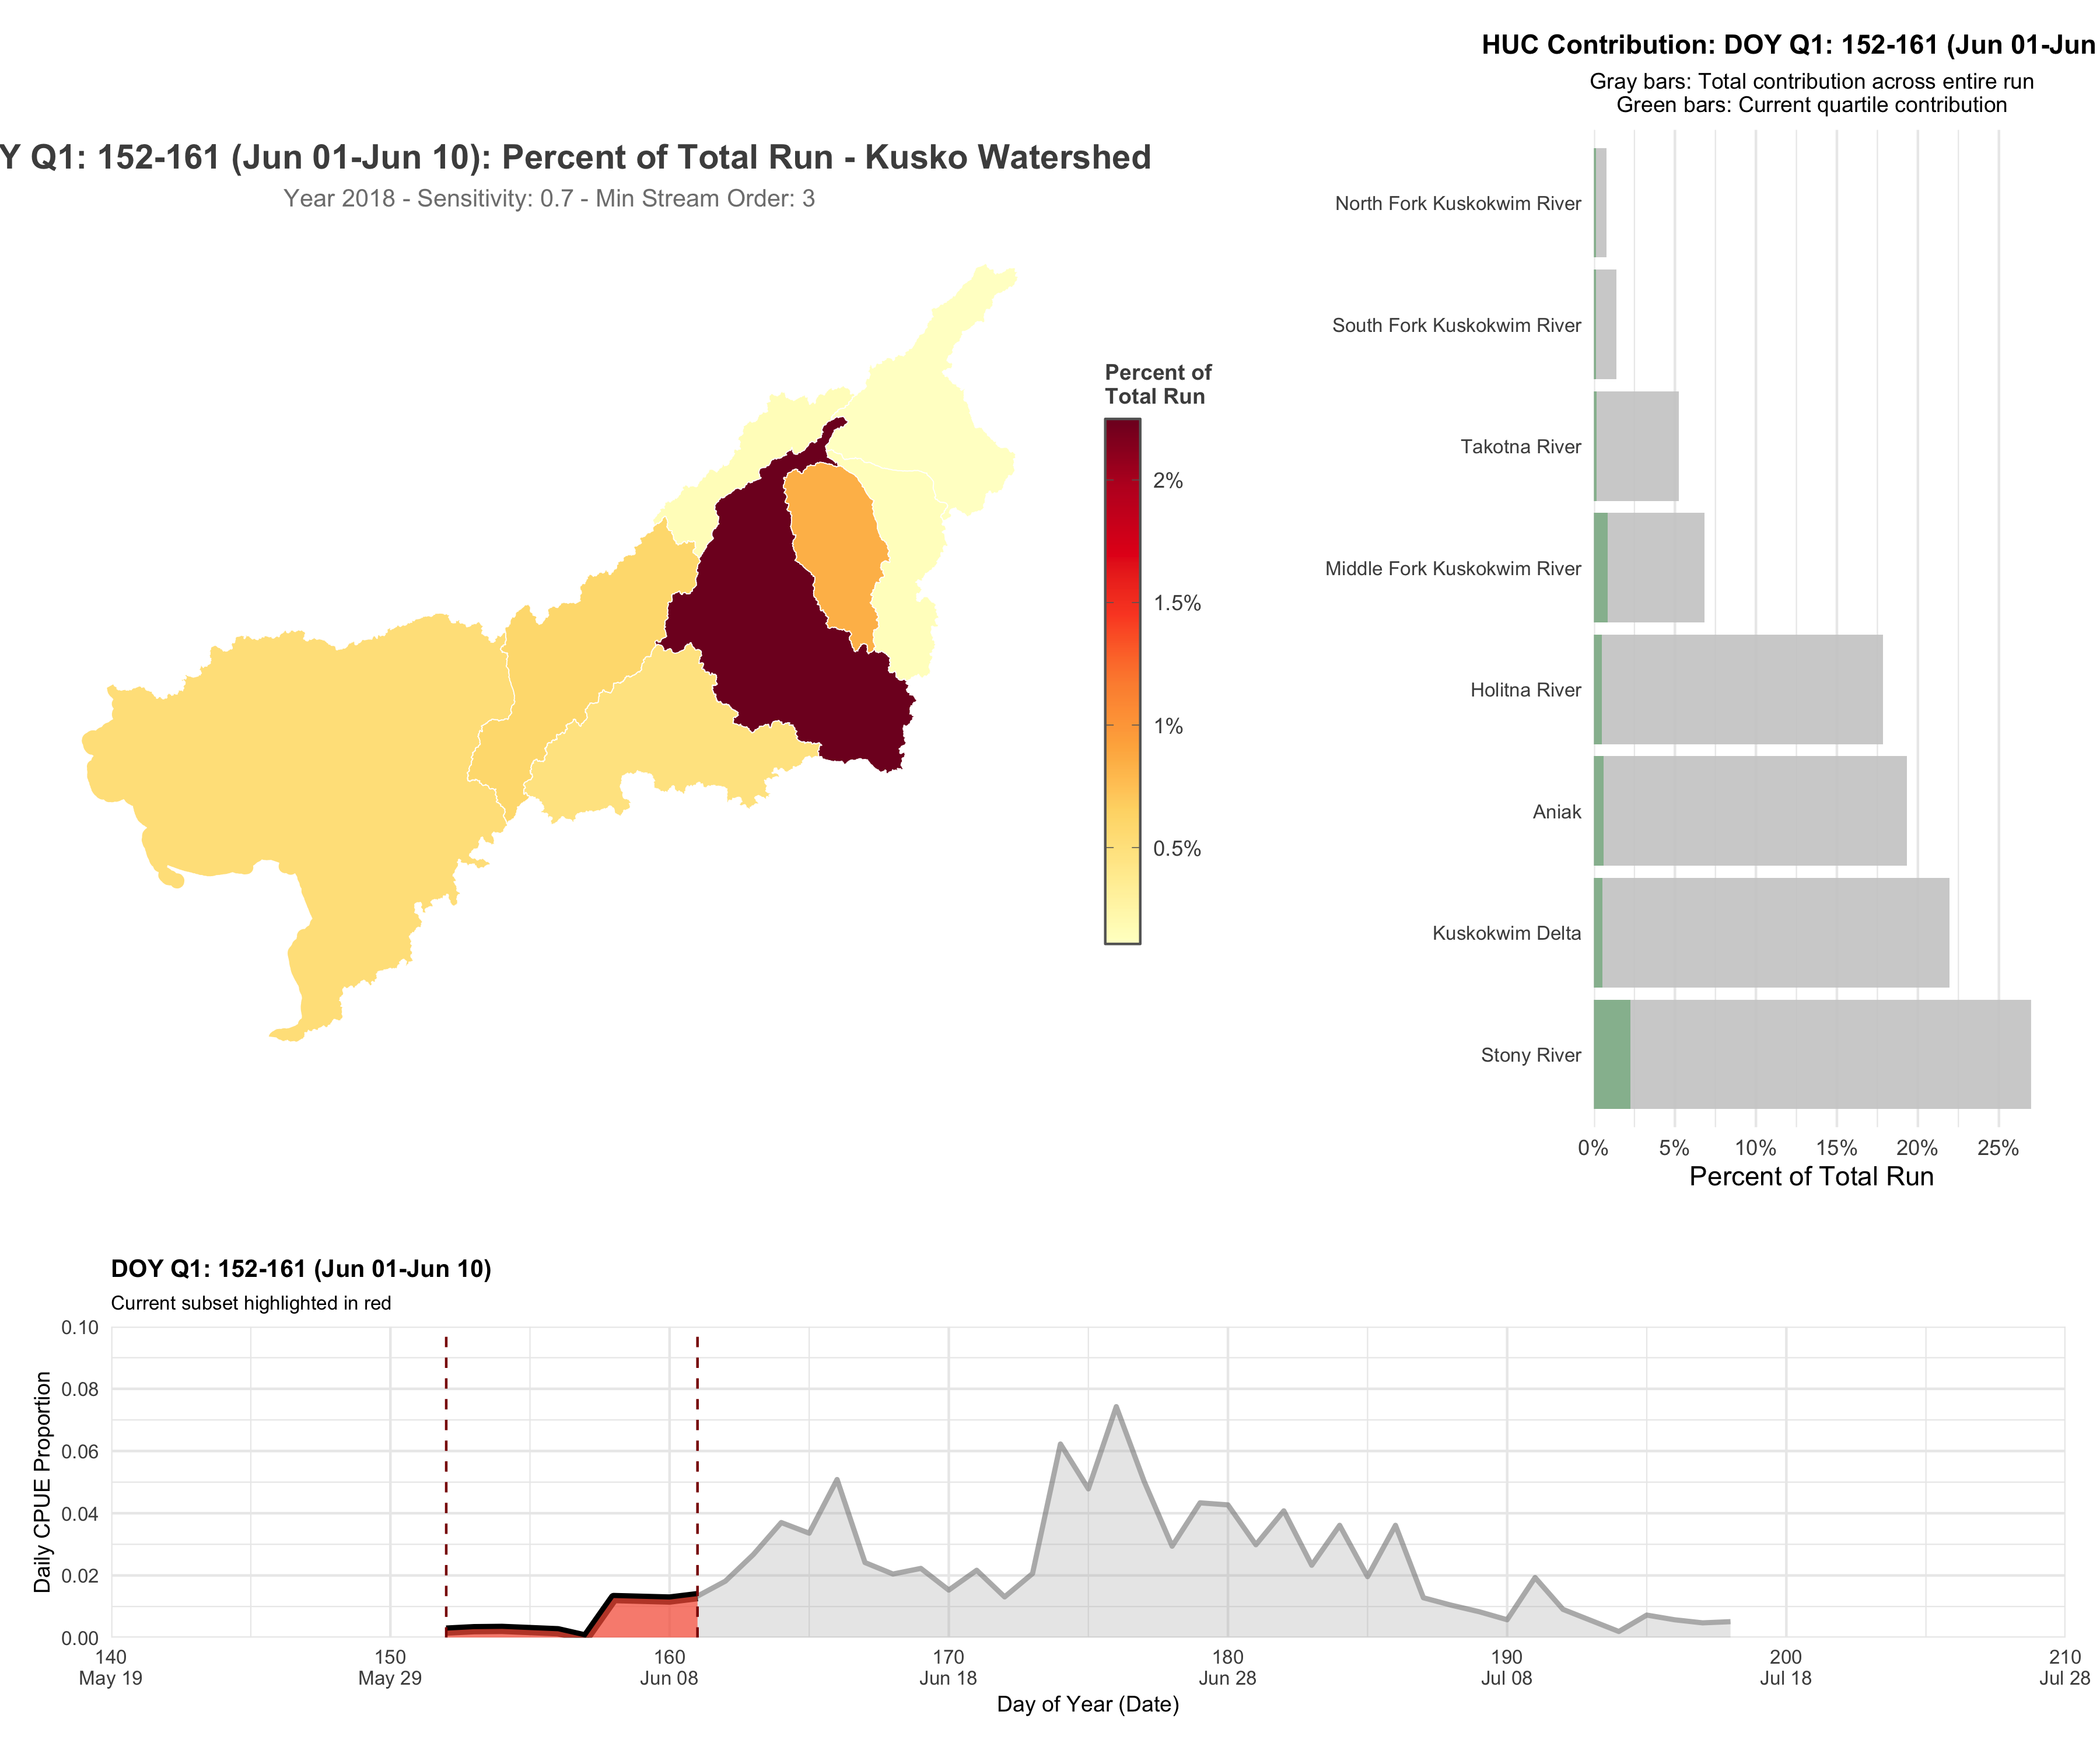 HUC Contribution: DOY Q1: 152-161 (Jun 01-Jun
Gray bars: Total contribution across entire run
Green bars: Current quartile contribution
Y Q1: 152-161 (Jun 01-Jun 10): Percent of Total Run - Kusko Watershed
Year 2018 - Sensitivity: 0.7 - Min Stream Order: 3
Percent of
Total Run
2%
1.5%
1%
0.5%
North Fork Kuskokwim River
South Fork Kuskokwim River
Takotna River
Middle Fork Kuskokwim River
Holitna River
Aniak
Kuskokwim Delta
Stony River
0% 5% 10% 15% 20% 25%
Percent of Total Run
DOY Q1: 152-161 (Jun 01-Jun 10)
Current subset highlighted in red
Daily CPUE Proportion
0.10
0.08
0.06
0.04
0.02
0.00
140 150 160 170 180 190 200 210
May 19 May 29 Jun 08 Jun 18 Jun 28 Jul 08 Jul 18 Jul 28
Day of Year (Date)